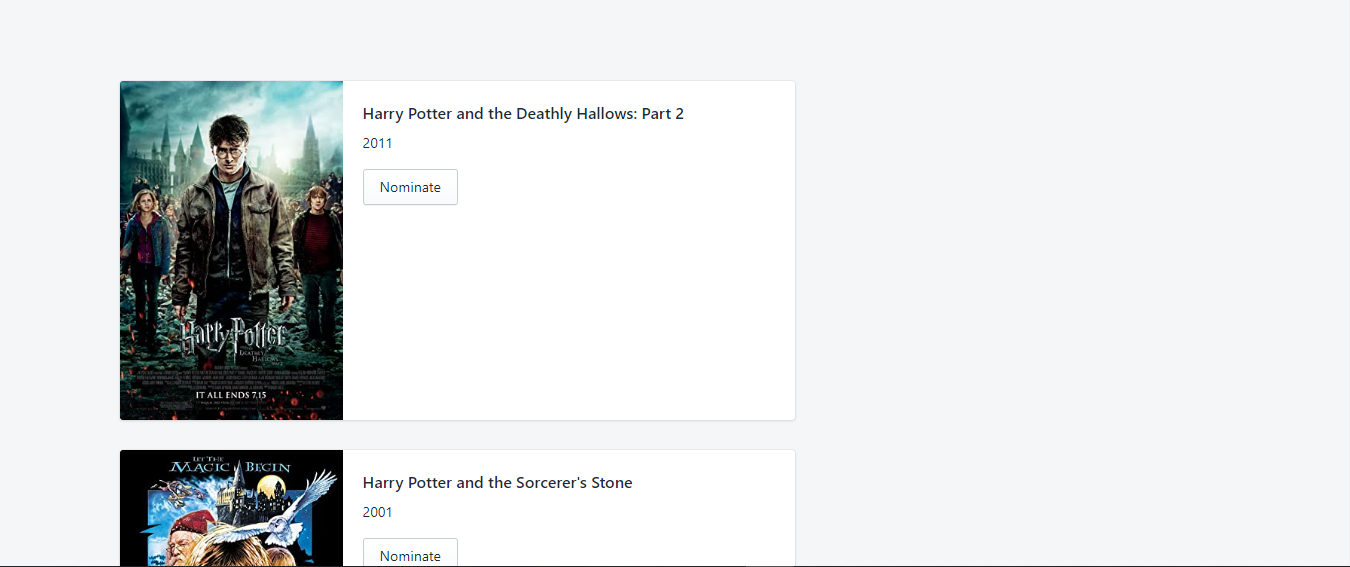 Harry Potter and the Deathly Hallows: Part 2
2011
Nominate
Harry Potter
DEATHLY
HALLOWS
IT ALL ENDS 7.15
LET THE
MAGIC BEGIN
Harry Potter and the Sorcerer's Stone
2001
Nominate